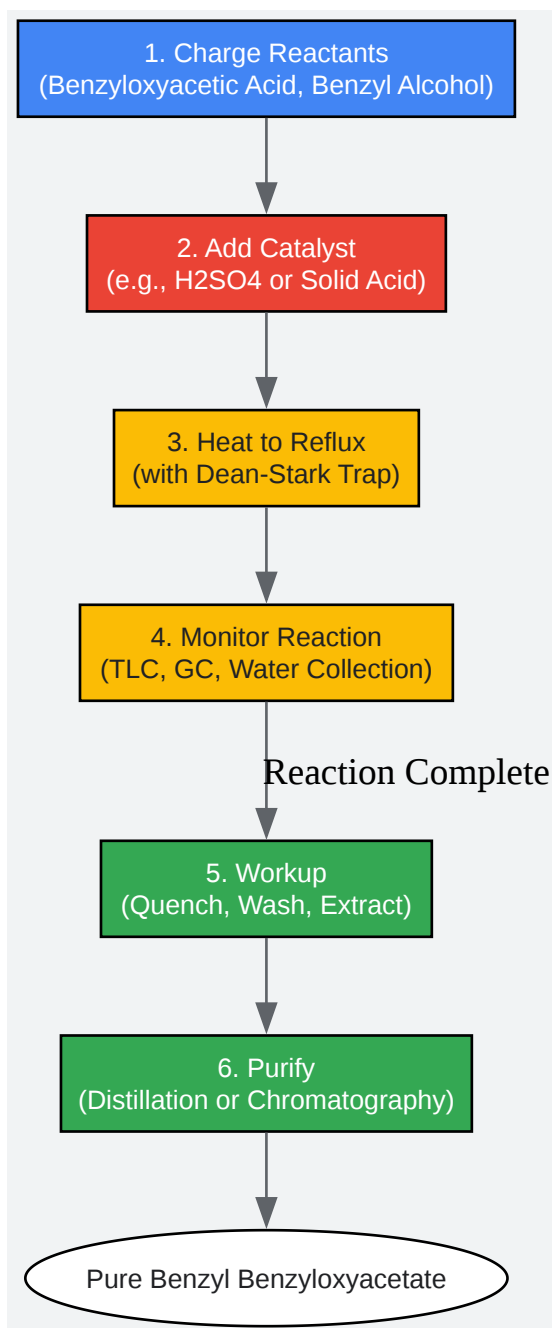 1. Charge Reactants
(Benzyloxyacetic Acid, Benzyl Alcohol)
2. Add Catalyst
(e.g., H2SO4 or Solid Acid)
3. Heat to Reflux
(with Dean-Stark Trap)
4. Monitor Reaction
(TLC, GC, Water Collection)
Reaction Complete
5. Workup
(Quench, Wash, Extract)
6. Purify
(Distillation or Chromatography)
Pure Benzyl Benzyloxyacetate